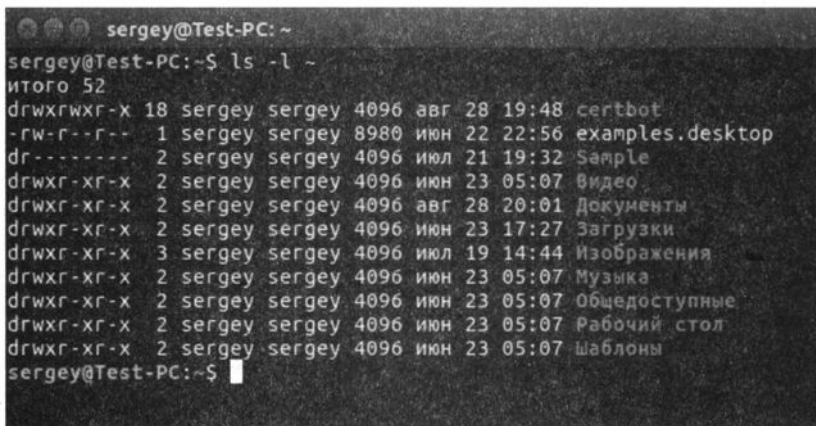 sergey@Test-PC: ~
sergey@Test-PC:~$ ls -l ~
итого 52
drwxrwxr-x 18 sergey sergey 4096 авг 28 19:48 certbot
-rw-r--r-- 1 sergey sergey 8980 июн 22 22:56 examples.desktop
dr-------- 2 sergey sergey 4096 июл 21 19:32 Sample
drwxr-xr-x 2 sergey sergey 4096 июн 23 05:07 Видео
drwxr-xr-x 2 sergey sergey 4096 авг 28 20:01 Документы
drwxr-xr-x 2 sergey sergey 4096 июн 23 17:27 Загрузки
drwxr-xr-x 3 sergey sergey 4096 июл 19 14:44 Изображения
drwxr-xr-x 2 sergey sergey 4096 июн 23 05:07 Музыка
drwxr-xr-x 2 sergey sergey 4096 июн 23 05:07 Общедоступные
drwxr-xr-x 2 sergey sergey 4096 июн 23 05:07 Рабочий стол
drwxr-xr-x 2 sergey sergey 4096 июн 23 05:07 Шаблоны
sergey@Test-PC:~$